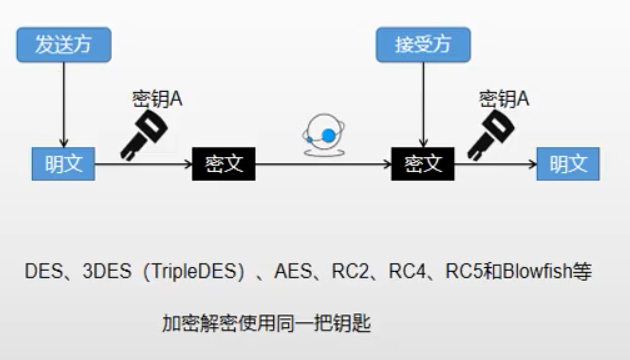 发送方
接受方
密钥A
密钥A
明文
密文
密文
明文
DES、3DES（TripleDES）、AES、RC2、RC4、RC5和Blowfish等
加密解密使用同一把钥匙